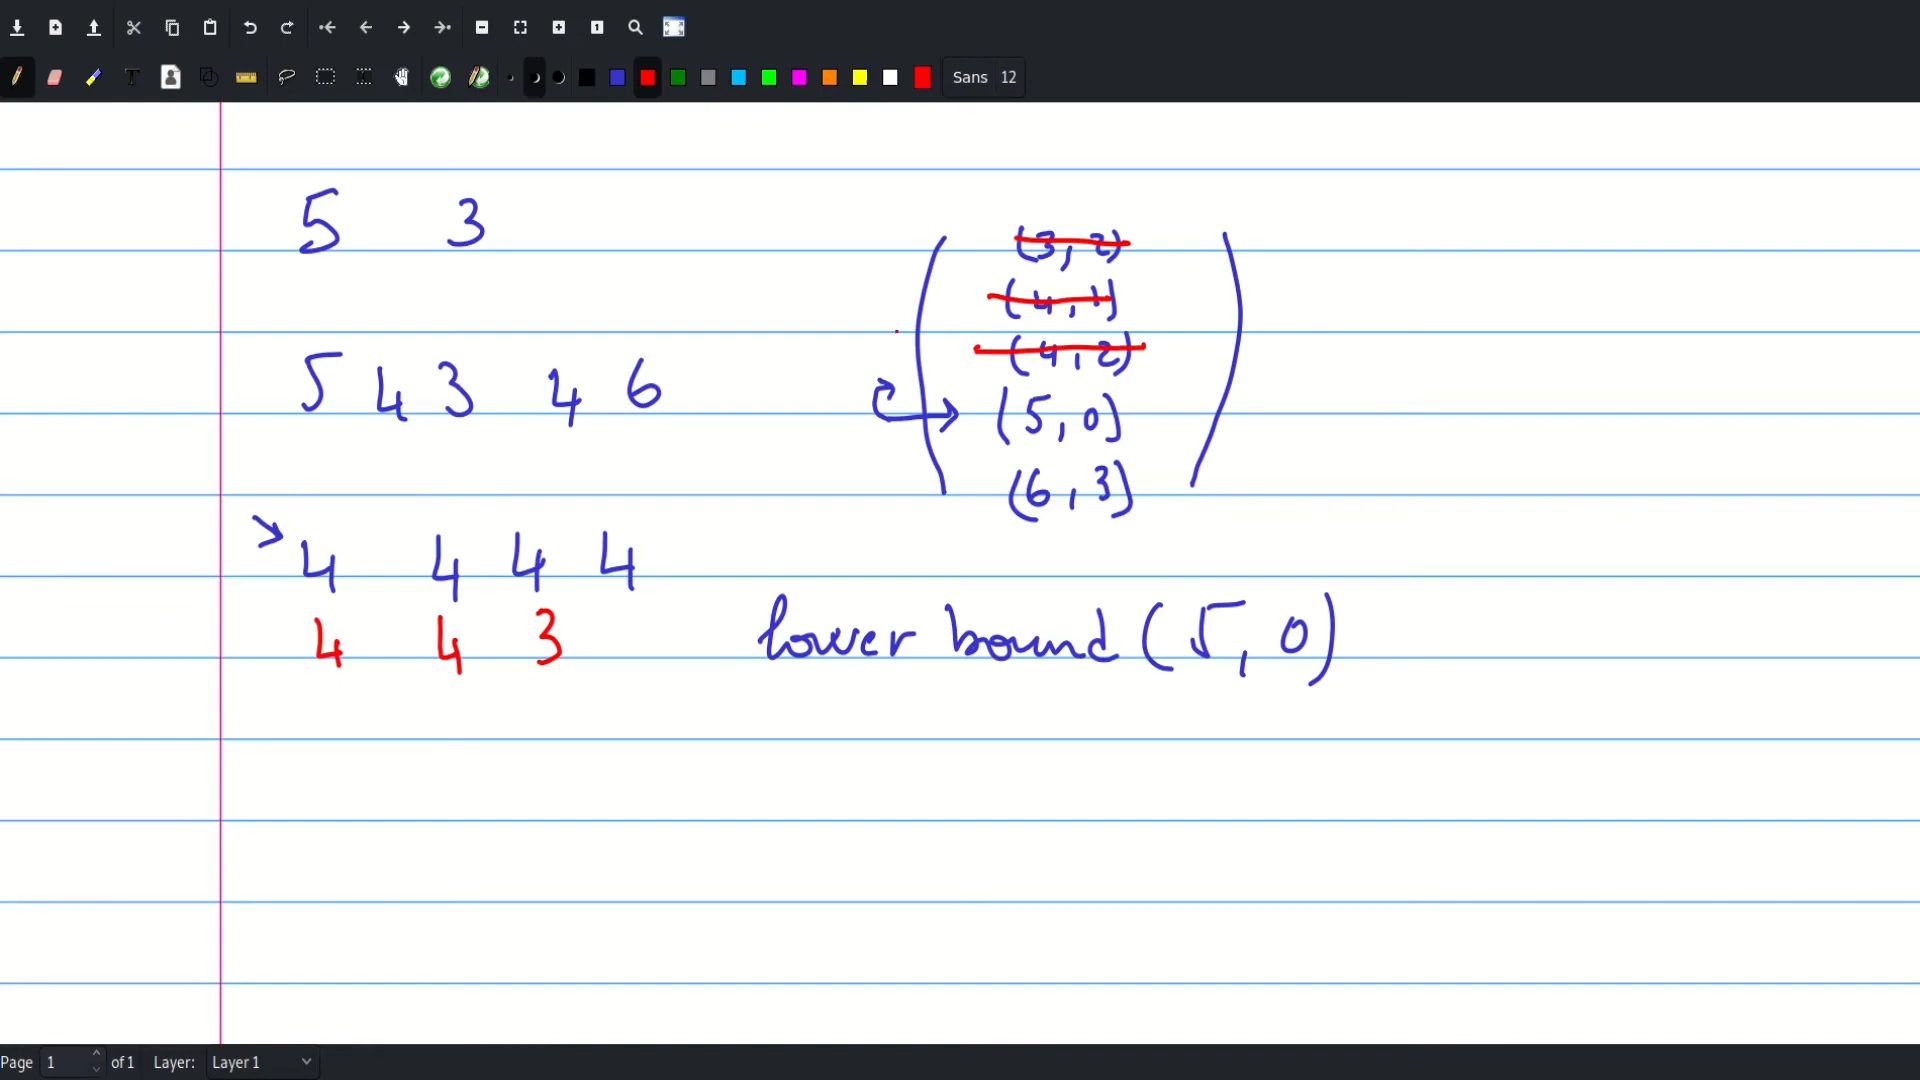 Sans 12
5 3
(3, 2)
(4, 1)
(4, 2)
5 4 3 4 6
(5, 0)
(6, 3)
4 4 4 4
4 4 3
lower bound (5, 0)
Page 1 of 1 Layer: Layer 1